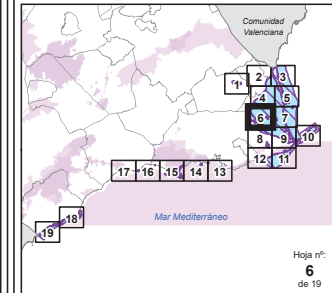 Comunidad
Valenciana
2 3
1
4 5
6 7
8 9 10
12 11
17 16 15 14 13
18
19
Mar Mediterráneo
Hoja nº:
6
de 19